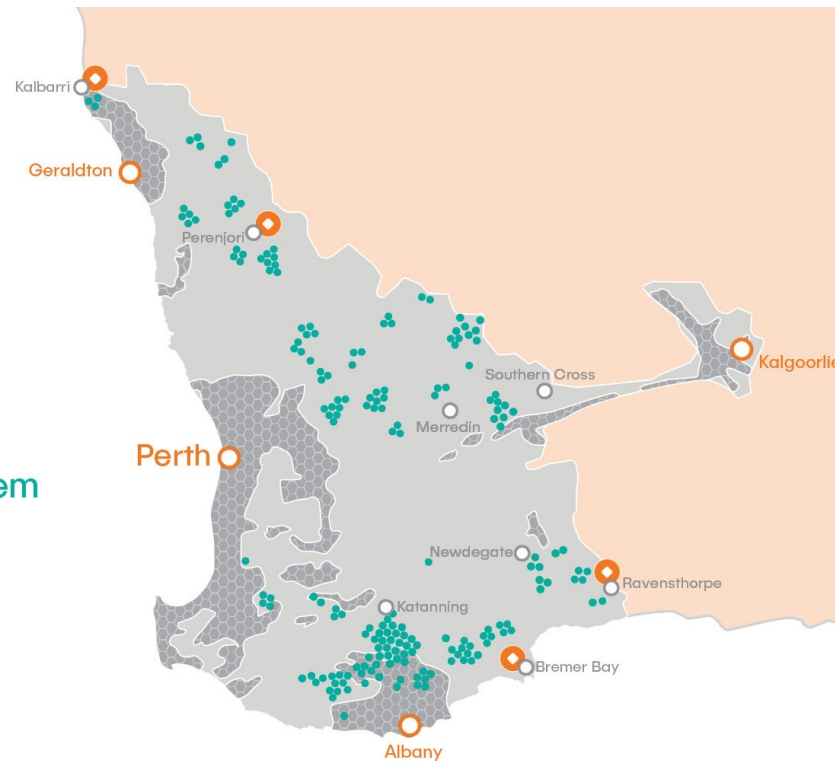 Kalbarri
Geraldton
Perenjori
Kalgoorlie
Southern Cross
Merredin
Perth
em
Newdegate
Ravensthorpe
Katanning
Bremer Bay
Albany